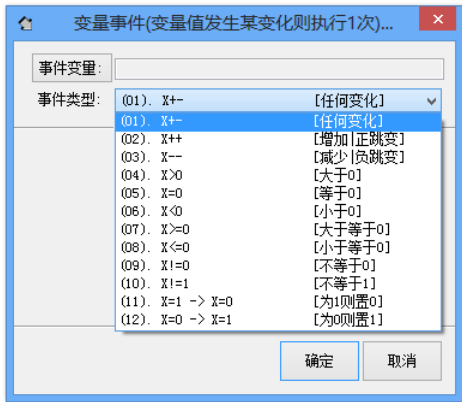 变量事件(变量值发生某变化则执行1次)...
事件变量:
事件类型: (01). X+- [任何变化]
(01). X+- [任何变化]
(02). X++ [增加|正跳变]
(03). X-- [减少|负跳变]
(04). X>0 [大于0]
(05). X=0 [等于0]
(06). X<0 [小于0]
(07). X>=0 [大于等于0]
(08). X<=0 [小于等于0]
(09). X!=0 [不等于0]
(10). X!=1 [不等于1]
(11). X=1 -> X=0 [为1则置0]
(12). X=0 -> X=1 [为0则置1]
确定 取消